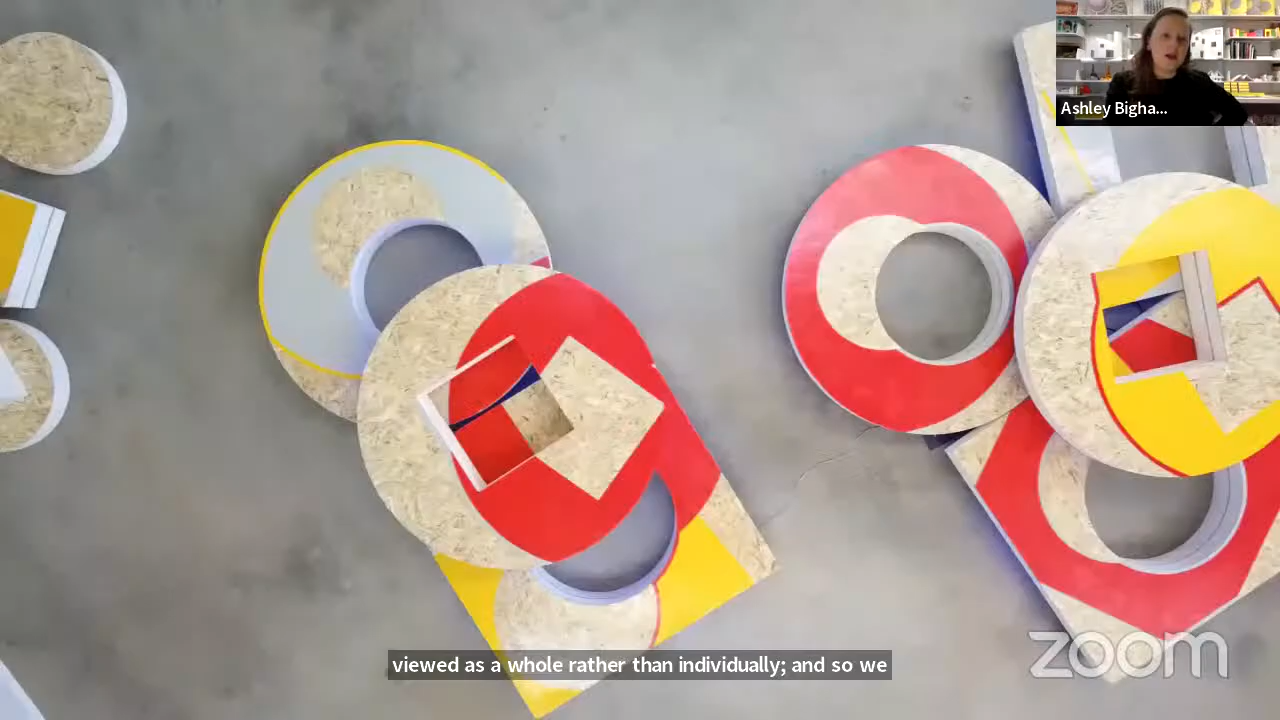 Ashley Bigha...
viewed as a whole rather than individually; and so we
zoom